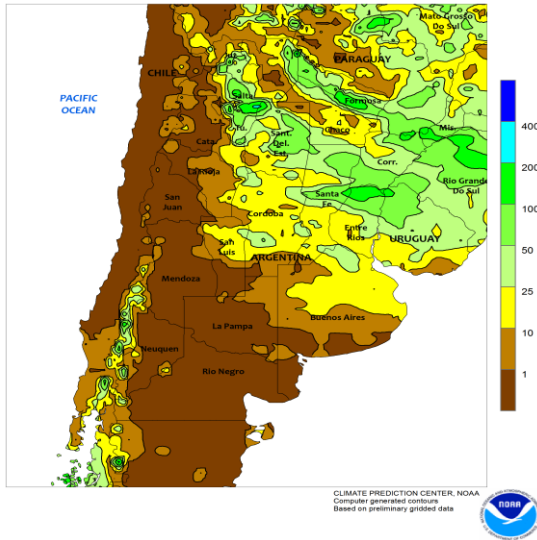 Mato Grosso
Do Sul
CHILE
PARAGUAY
PACIFIC
OCEAN
Salta
Formosa
Tu.
Sant.
Del.
Est.
Chaco
Mis.
Cata.
Corr.
La Rioja
Rio Grande
Do Sul
San
Juan
Santa
Fe
Cordoba
Entre
Rios
URUGUAY
San
Luis
ARGENTINA
Mendoza
Buenos Aires
La Pampa
Neuquen
Rio Negro
400
200
100
50
25
10
1
CLIMATE PREDICTION CENTER, NOAA
Computer generated contours
Based on preliminary gridded data
NOAA